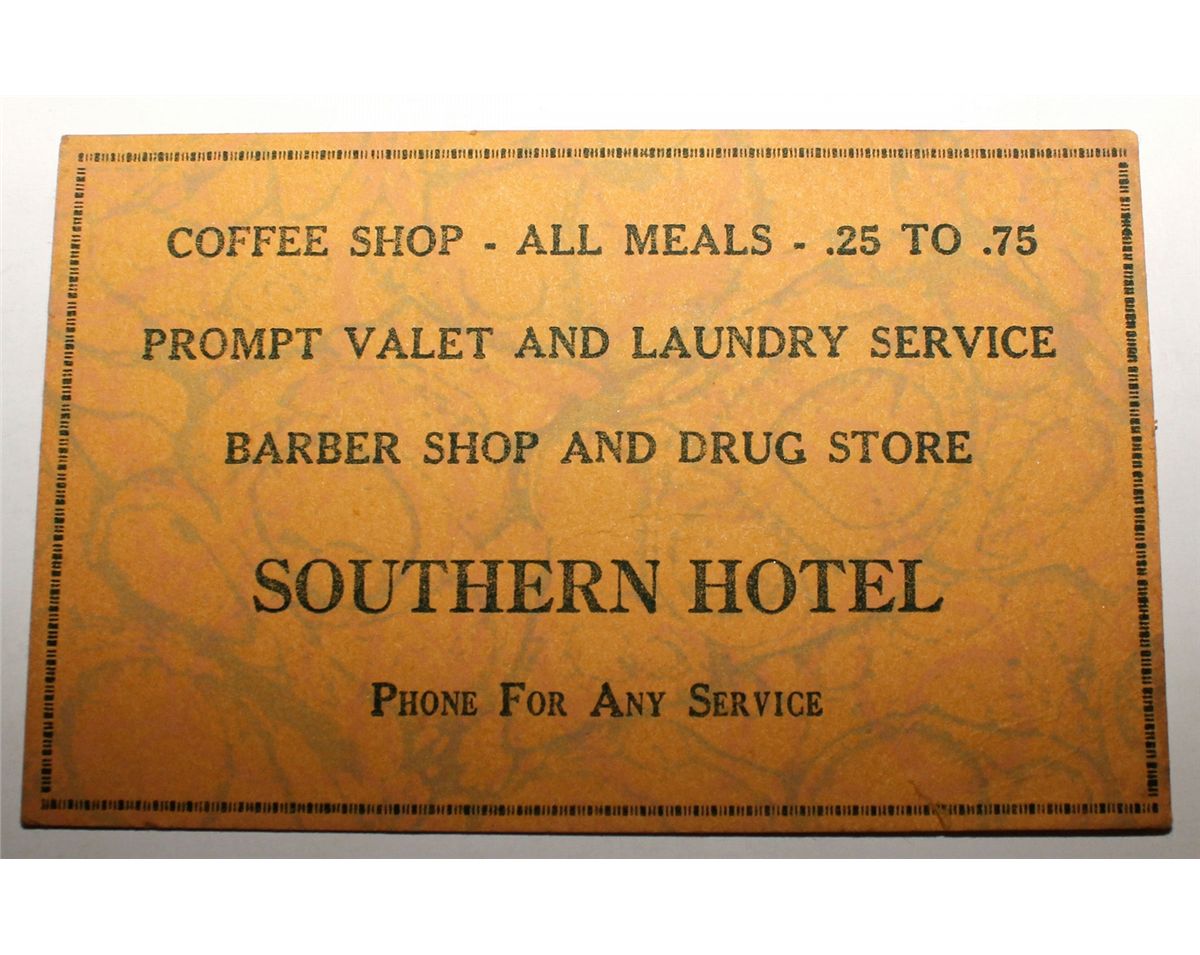 COFFEE SHOP - ALL MEALS - .25 TO .75
PROMPT VALET AND LAUNDRY SERVICE
BARBER SHOP AND DRUG STORE
SOUTHERN HOTEL
PHONE FOR ANY SERVICE